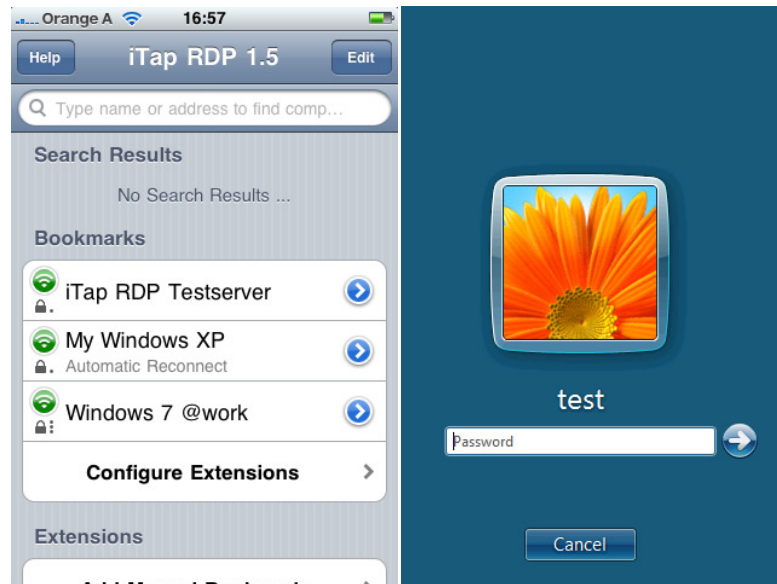 Orange A 16:57
Help iTap RDP 1.5 Edit
Type name or address to find comp...
Search Results
No Search Results ...
Bookmarks
iTap RDP Testserver
My Windows XP
Automatic Reconnect
Windows 7 @work
Configure Extensions
Extensions
test
Password
Cancel